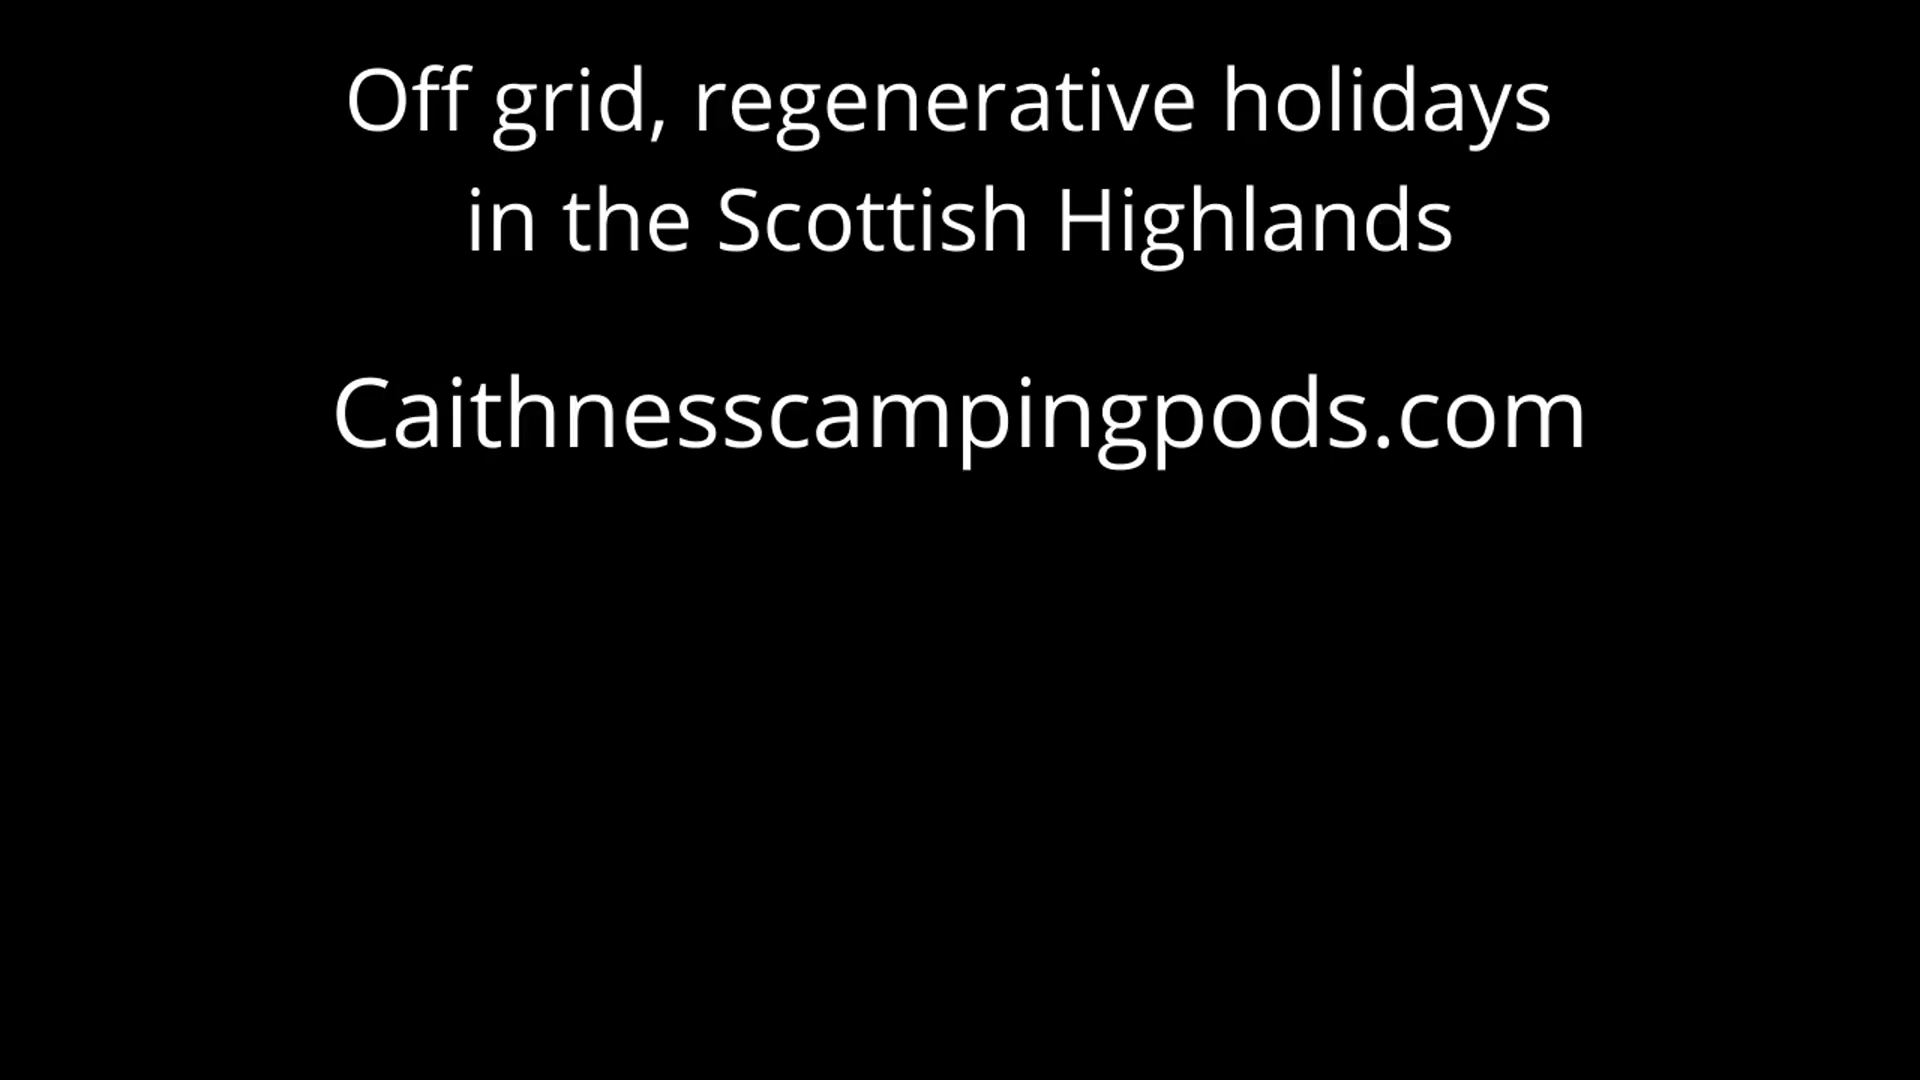 Off grid, regenerative holidays
in the Scottish Highlands
Caithnesscampingpods.com